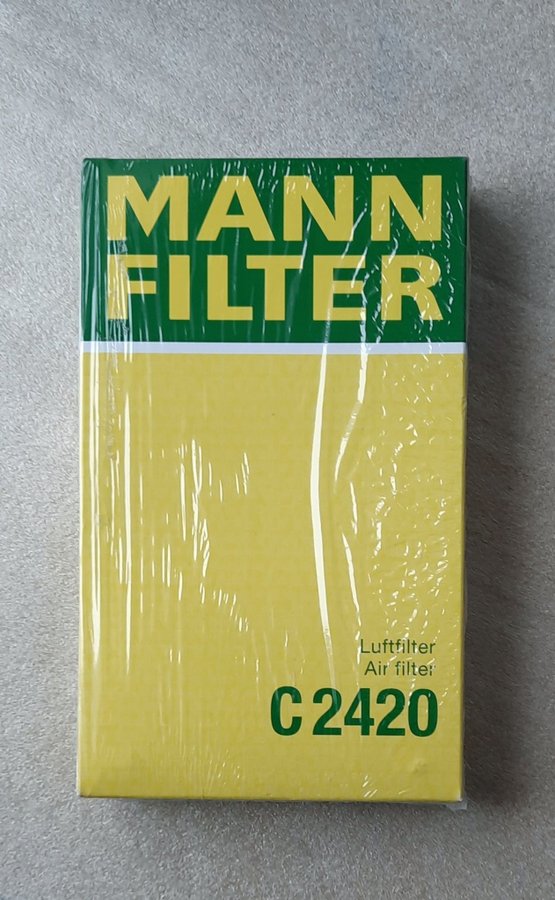 MANN
FILTER
Luftfilter
Air filter
C 2420